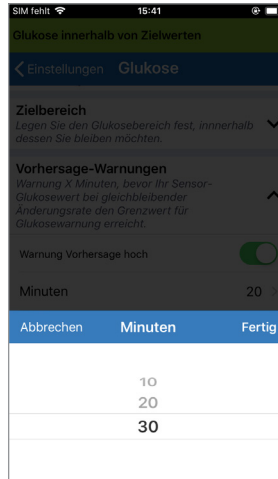 SIM fehlt 15:41
Glukose innerhalb von Zielwerten
Einstellungen Glukose
Zielbereich
Legen Sie den Glukosebereich fest, innnerhalb
dessen Sie bleiben möchten.
Vorhersage-Warnungen
Warnung X Minuten, bevor Ihr Sensor-
Glukosewert bei gleichbleibender
Änderungsrate den Grenzwert für
Glukosewarnung erreicht.
Warnung Vorhersage hoch
Minuten 20
Abbrechen Minuten Fertig
10
20
30